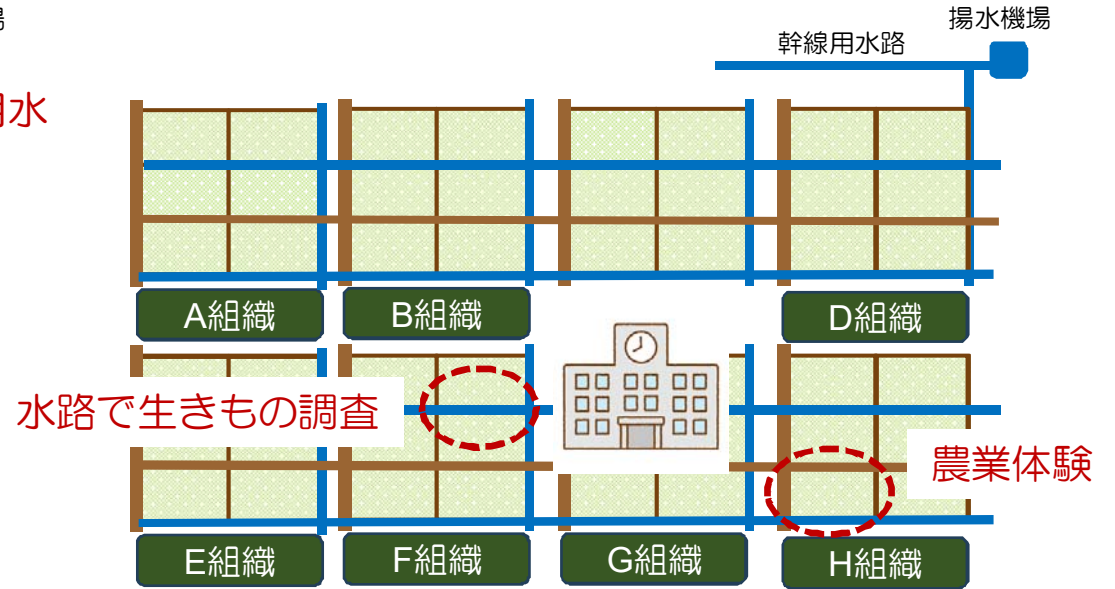 場
揚水機場
幹線用水路
用水
A組織
B組織
D組織
水路で生きもの調査
農業体験
E組織
F組織
G組織
H組織